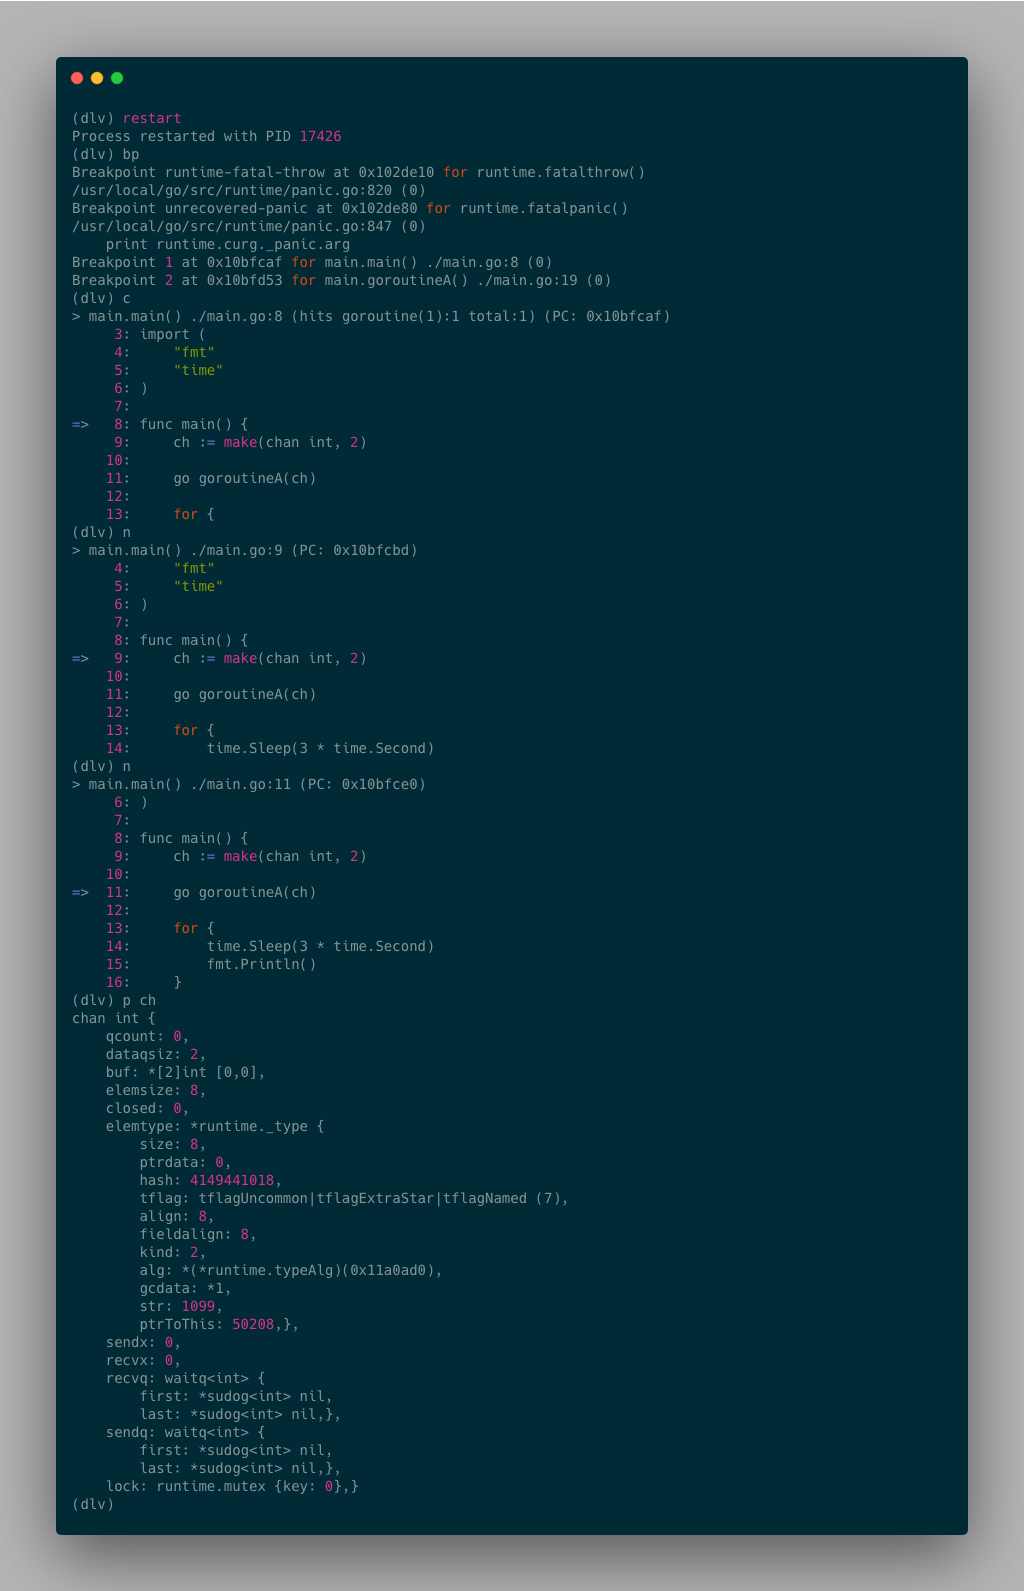 (dlv) restart
Process restarted with PID 17426
(dlv) bp
Breakpoint runtime-fatal-throw at 0x102de10 for runtime.fatalthrow()
/usr/local/go/src/runtime/panic.go:820 (0)
Breakpoint unrecovered-panic at 0x102de80 for runtime.fatalpanic()
/usr/local/go/src/runtime/panic.go:847 (0)
    print runtime.curg._panic.arg
Breakpoint 1 at 0x10bfcaf for main.main() ./main.go:8 (0)
Breakpoint 2 at 0x10bfd53 for main.goroutineA() ./main.go:19 (0)
(dlv) c
> main.main() ./main.go:8 (hits goroutine(1):1 total:1) (PC: 0x10bfcaf)
     3: import (
     4:     "fmt"
     5:     "time"
     6: )
     7:
=>   8: func main() {
     9:     ch := make(chan int, 2)
    10:
    11:     go goroutineA(ch)
    12:
    13:     for {
(dlv) n
> main.main() ./main.go:9 (PC: 0x10bfcbd)
     4:     "fmt"
     5:     "time"
     6: )
     7:
     8: func main() {
=>   9:     ch := make(chan int, 2)
    10:
    11:     go goroutineA(ch)
    12:
    13:     for {
    14:         time.Sleep(3 * time.Second)
(dlv) n
> main.main() ./main.go:11 (PC: 0x10bfce0)
     6: )
     7:
     8: func main() {
     9:     ch := make(chan int, 2)
    10:
=>  11:     go goroutineA(ch)
    12:
    13:     for {
    14:         time.Sleep(3 * time.Second)
    15:         fmt.Println()
    16:     }
(dlv) p ch
chan int {
    qcount: 0,
    dataqsiz: 2,
    buf: *[2]int [0,0],
    elemsize: 8,
    closed: 0,
    elemtype: *runtime._type {
        size: 8,
        ptrdata: 0,
        hash: 4149441018,
        tflag: tflagUncommon|tflagExtraStar|tflagNamed (7),
        align: 8,
        fieldalign: 8,
        kind: 2,
        alg: *(*runtime.typeAlg)(0x11a0ad0),
        gcdata: *1,
        str: 1099,
        ptrToThis: 50208,},
    sendx: 0,
    recvx: 0,
    recvq: waitq<int> {
        first: *sudog<int> nil,
        last: *sudog<int> nil,},
    sendq: waitq<int> {
        first: *sudog<int> nil,
        last: *sudog<int> nil,},
    lock: runtime.mutex {key: 0},}
(dlv)